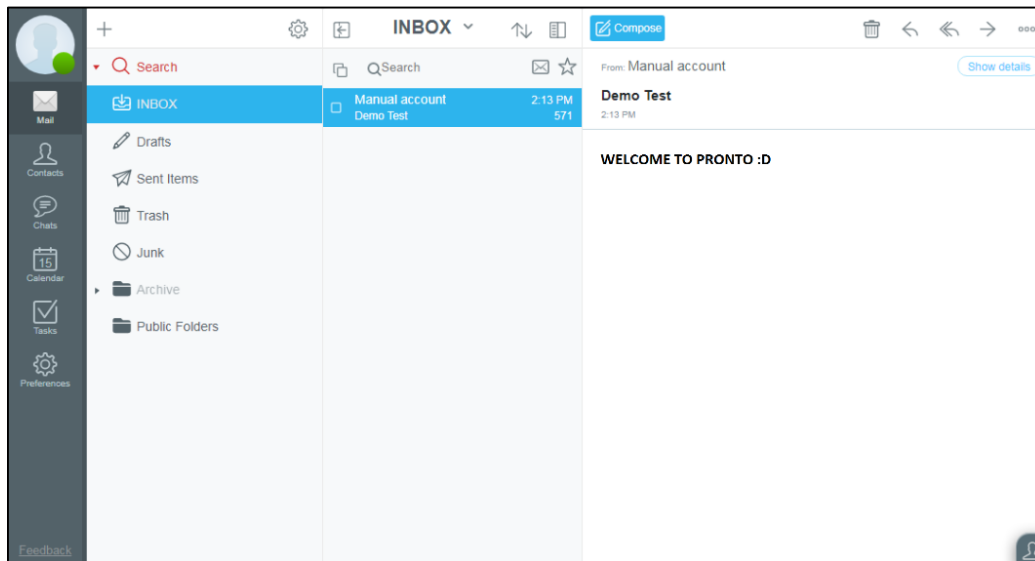 Mail
Contacts
Chats
15
Calendar
Tasks
Preferences
Feedback
Search
INBOX
Drafts
Sent Items
Trash
Junk
Archive
Public Folders
INBOX
Search
Manual account 2:13 PM
Demo Test 571
Compose
From: Manual account Show details
Demo Test
2:13 PM
WELCOME TO PRONTO :D